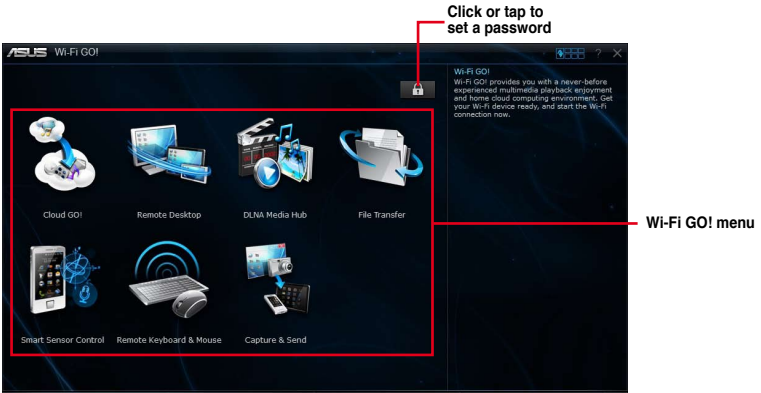 Click or tap to
set a password
ASUS Wi-Fi GO!
?
Wi-Fi GO!
Wi-Fi GO! provides you with a never-before
experienced multimedia playback enjoyment
and home cloud computing environment. Get
your Wi-Fi device ready, and start the Wi-Fi
connection now.
Cloud GO!
Remote Desktop
DLNA Media Hub
File Transfer
Wi-Fi GO! menu
Smart Sensor Control
Remote Keyboard & Mouse
Capture & Send